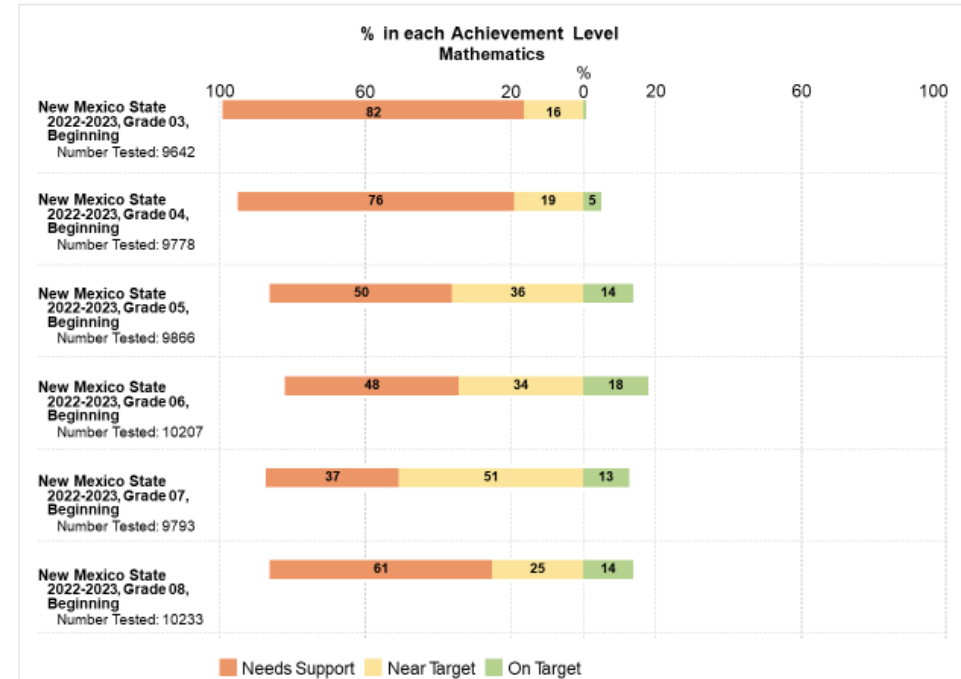 % in each Achievement Level
Mathematics
%
100 60 20 0 20 60 100
New Mexico State
2022-2023, Grade 03,
Beginning
Number Tested: 9642
82 16
New Mexico State
2022-2023, Grade 04,
Beginning
Number Tested: 9778
76 19 5
New Mexico State
2022-2023, Grade 05,
Beginning
Number Tested: 9866
50 36 14
New Mexico State
2022-2023, Grade 06,
Beginning
Number Tested: 10207
48 34 18
New Mexico State
2022-2023, Grade 07,
Beginning
Number Tested: 9793
37 51 13
New Mexico State
2022-2023, Grade 08,
Beginning
Number Tested: 10233
61 25 14
Needs Support Near Target On Target